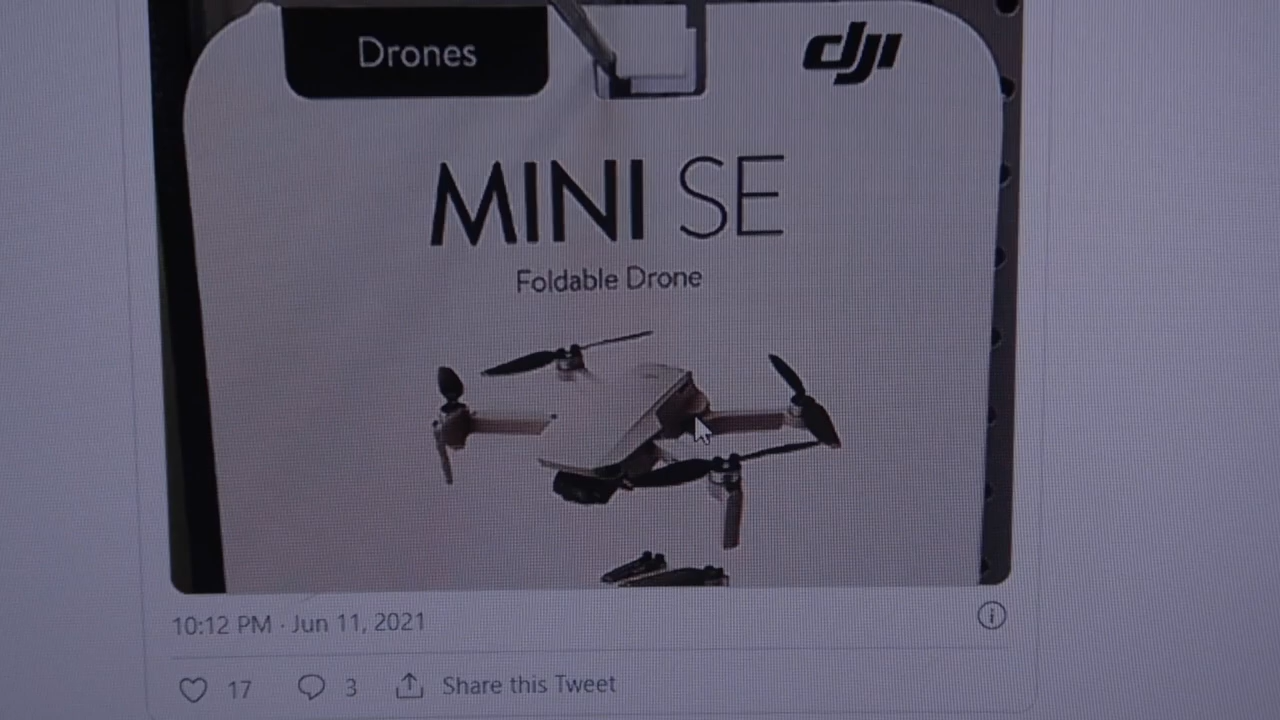 Drones
dji
MINI SE
Foldable Drone
10:12 PM · Jun 11, 2021
17
3
Share this Tweet